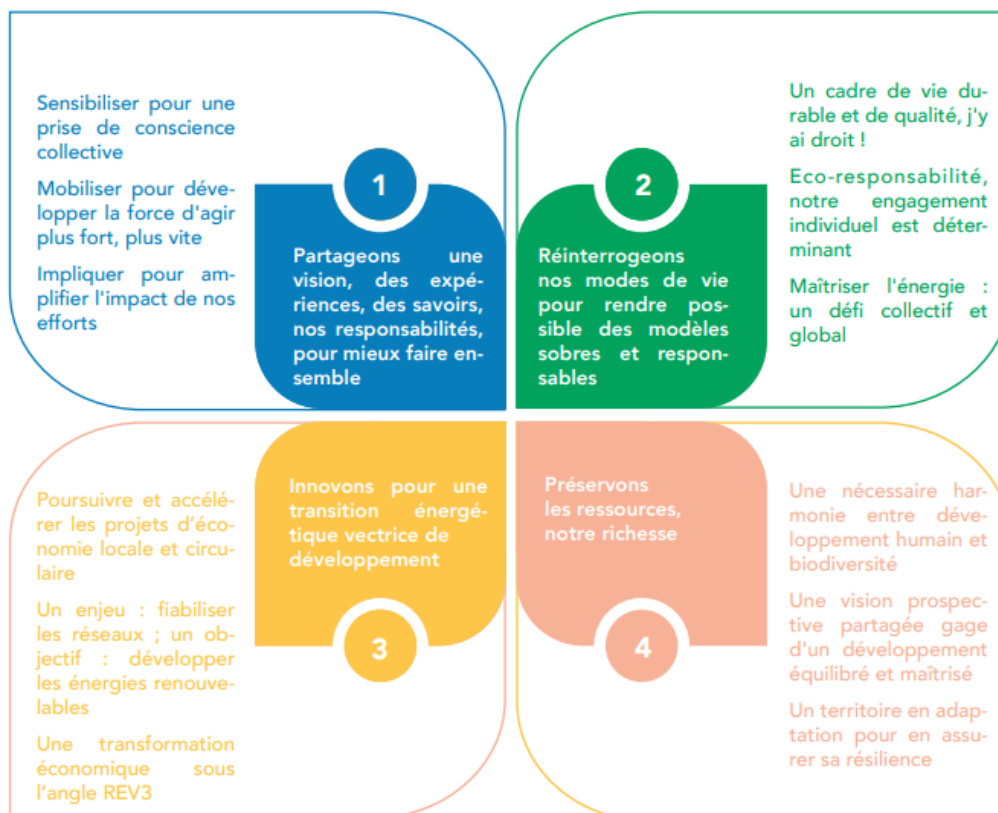 Sensibiliser pour une
prise de conscience
collective
Mobiliser pour déve-
lopper la force d'agir
plus fort, plus vite
Impliquer pour am-
plifier l'impact de nos
efforts
1
Partageons une
vision, des expé-
riences, des savoirs,
nos responsabilités,
pour mieux faire en-
semble
2
Réinterrogeons
nos modes de vie
pour rendre pos-
sible des modèles
sobres et respon-
sables
Un cadre de vie du-
rable et de qualité, j'y
ai droit !
Eco-responsabilité,
notre engagement
individuel est déter-
minant
Maîtriser l'énergie :
un défi collectif et
global
Poursuivre et accélé-
rer les projets d'éco-
nomie locale et circu-
laire
Un enjeu : fiabiliser
les réseaux ; un ob-
jectif : développer
les énergies renouve-
lables
Une transformation
économique sous
l'angle REV3
Innovons pour une
transition énergé-
tique vectrice de
développement
3
Préservons
les ressources,
notre richesse
4
Une nécessaire har-
monie entre déve-
loppement humain et
biodiversité
Une vision prospec-
tive partagée gage
d'un développement
équilibré et maîtrisé
Un territoire en adap-
tation pour en assu-
rer sa résilience